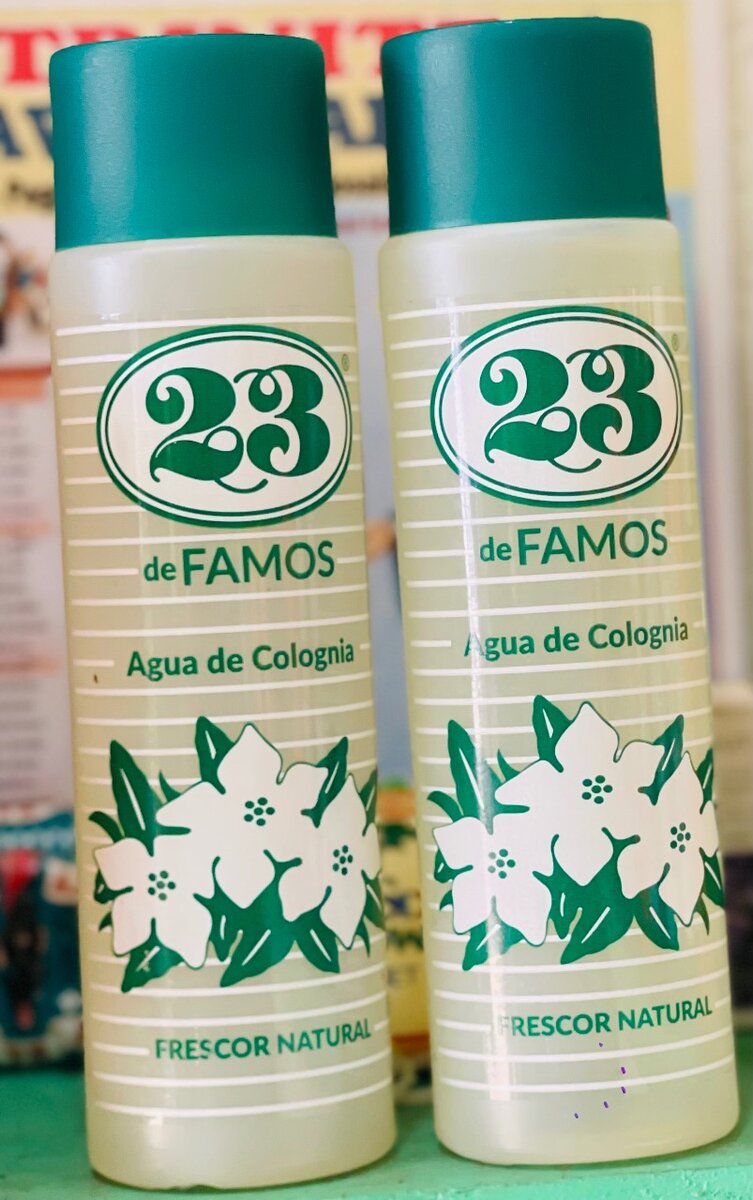 23
®
de FAMOS
Agua de Colognia
FRESCOR NATURAL
23
®
de FAMOS
Agua de Colognia
FRESCOR NATURAL